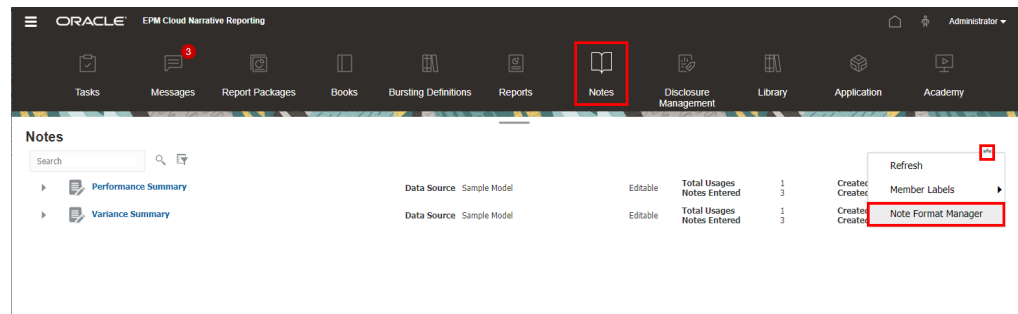 ORACLE EPM Cloud Narrative Reporting Administrator
3
Tasks Messages Report Packages Books Bursting Definitions Reports Notes Disclosure Management Library Application Academy
Notes
Search
Refresh
Performance Summary Data Source Sample Model Editable Total Usages 1 Created
Notes Entered 3 Created
Member Labels
Variance Summary Data Source Sample Model Editable Total Usages 1 Created
Notes Entered 3 Created
Note Format Manager